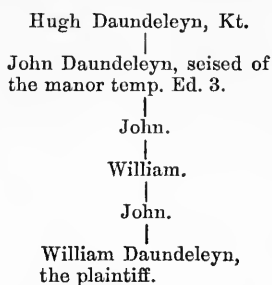 Hugh Daundeleyn, Kt.
John Daundeleyn, seised of
the manor temp. Ed. 3.
John.
William.
John.
William Daundeleyn,
the plaintiff.